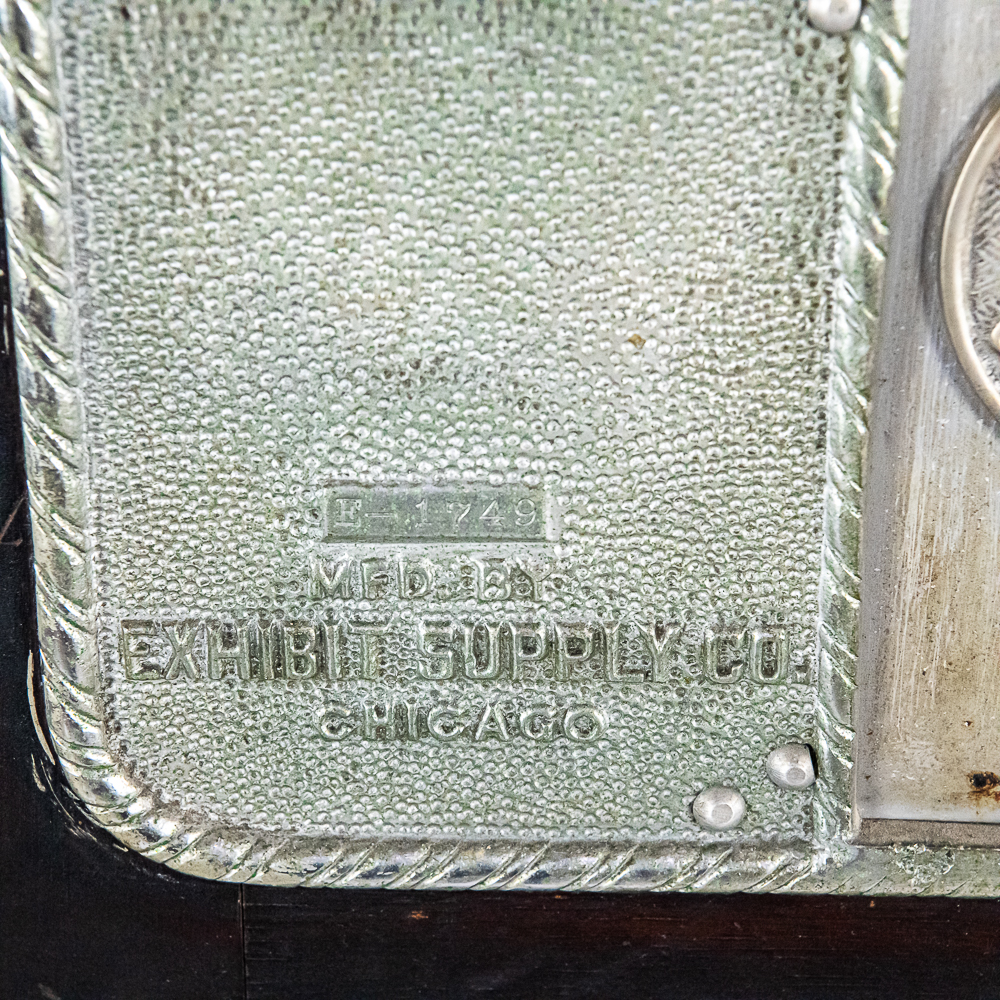 E-1749
MFD. BY
EXHIBIT SUPPLY CO.
CHICAGO